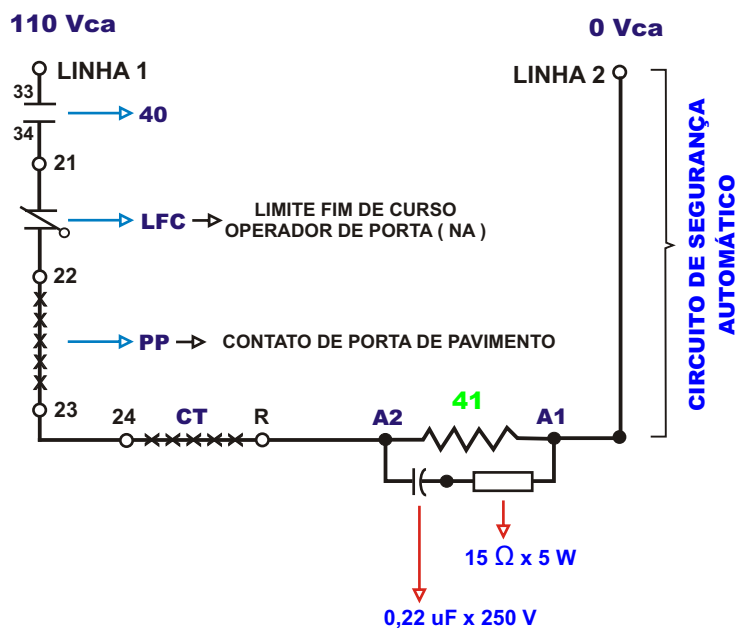 110 Vca
0 Vca
LINHA 1
LINHA 2
33
40
34
21
LFC
LIMITE FIM DE CURSO
OPERADOR DE PORTA ( NA )
22
PP
CONTATO DE PORTA DE PAVIMENTO
23
24
CT
R
A2
41
A1
15 Ω x 5 W
0,22 uF x 250 V
CIRCUITO DE SEGURANÇA
AUTOMÁTICO